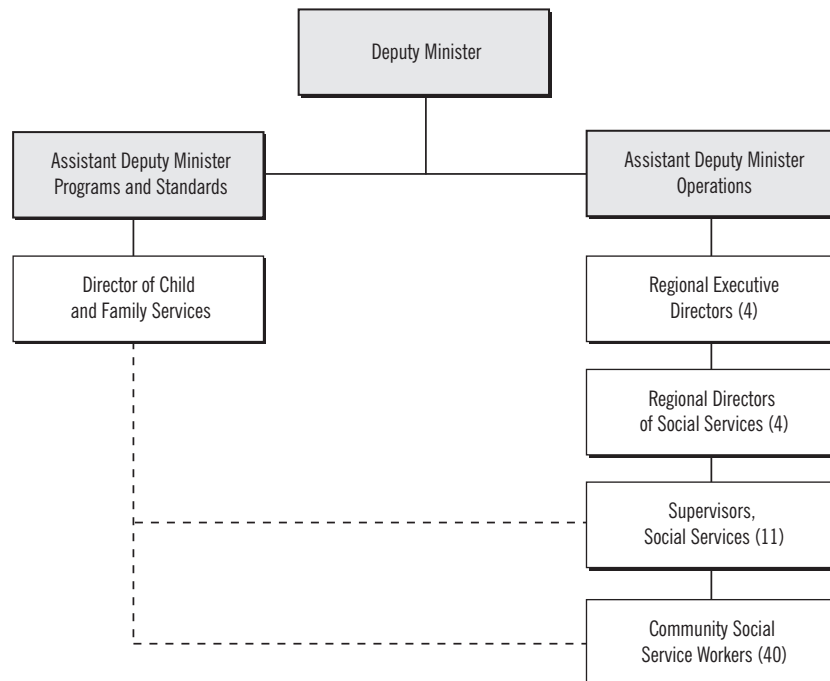 Deputy Minister
Assistant Deputy Minister
Programs and Standards
Assistant Deputy Minister
Operations
Director of Child
and Family Services
Regional Executive
Directors (4)
Regional Directors
of Social Services (4)
Supervisors,
Social Services (11)
Community Social
Service Workers (40)